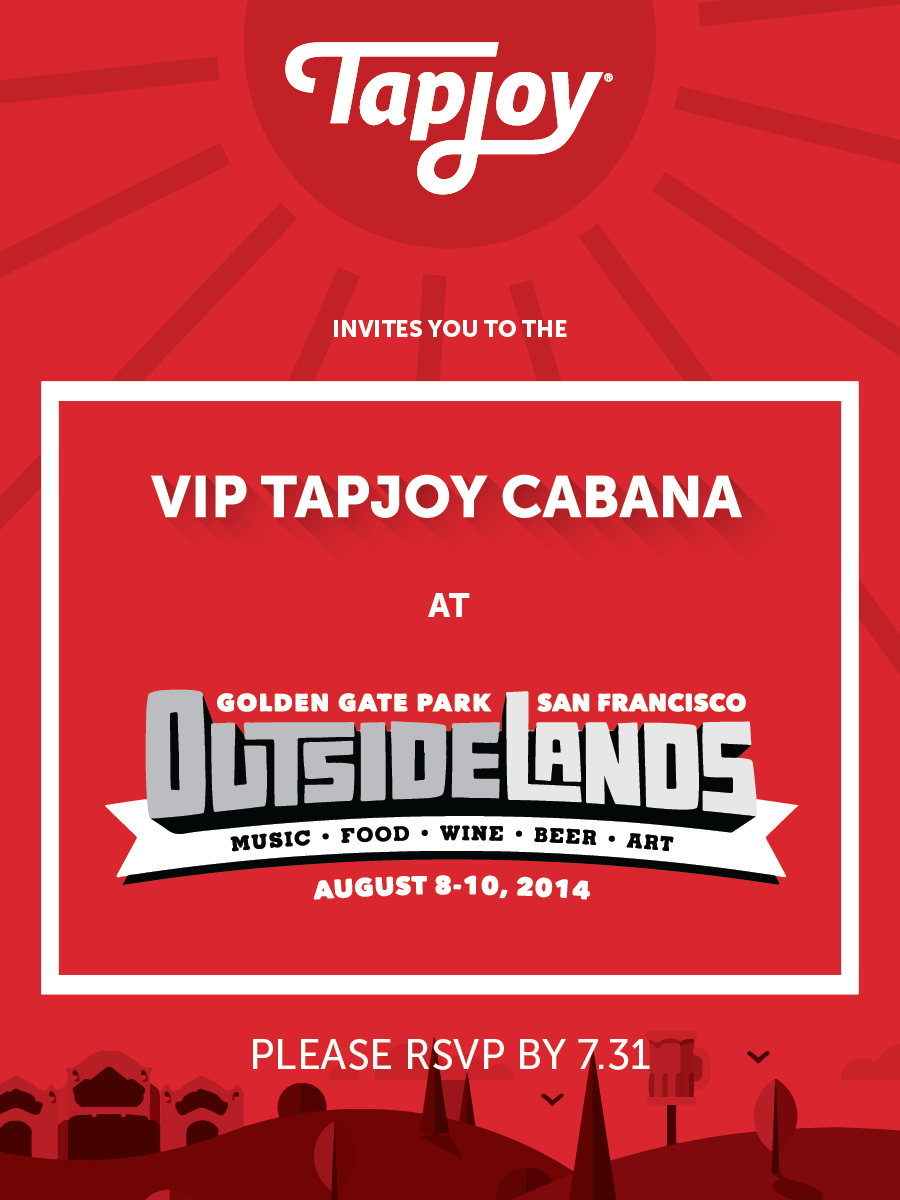 Tapjoy®
INVITES YOU TO THE
VIP TAPJOY CABANA
AT
GOLDEN GATE PARK SAN FRANCISCO
OUTSIDELANDS
MUSIC • FOOD • WINE • BEER • ART
AUGUST 8-10, 2014
PLEASE RSVP BY 7.31